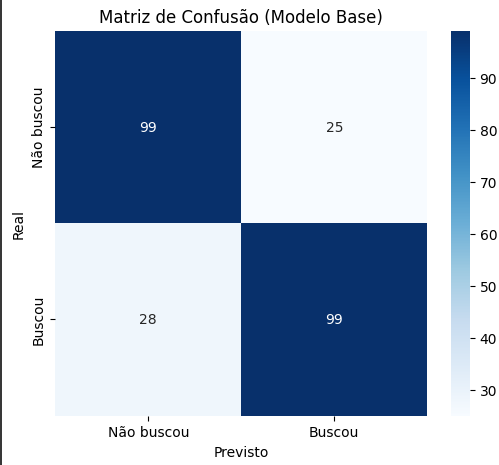 Matriz de Confusão (Modelo Base)
Real
Não buscou
Buscou
99
25
28
99
Não buscou
Buscou
Previsto
90
80
70
60
50
40
30